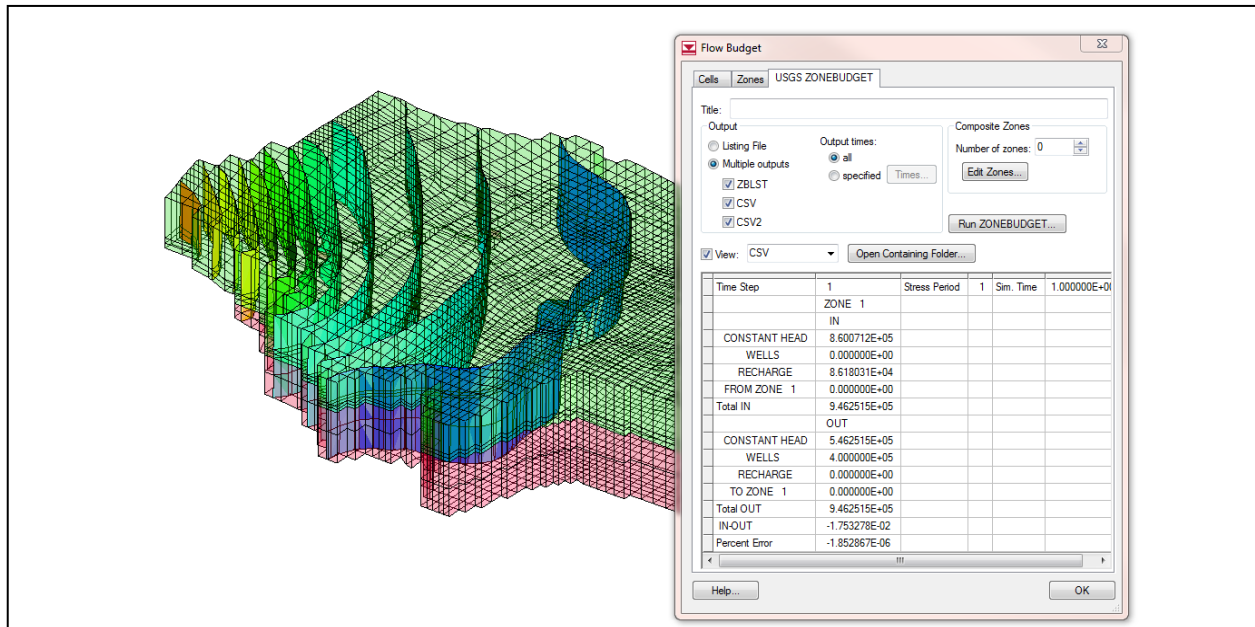 Flow Budget
Cells Zones USGS ZONEBUDGET
Title:
Output
Listing File
Multiple outputs
ZBLST
CSV
CSV2
Output times:
all
specified Times...
Composite Zones
Number of zones: 0
Edit Zones...
Run ZONEBUDGET...
View: CSV Open Containing Folder...
Time Step 1 Stress Period 1 Sim. Time 1.000000E+00
ZONE 1
IN
CONSTANT HEAD 8.600712E+05
WELLS 0.000000E+00
RECHARGE 8.618031E+04
FROM ZONE 1 0.000000E+00
Total IN 9.462515E+05
OUT
CONSTANT HEAD 5.462515E+05
WELLS 4.000000E+05
RECHARGE 0.000000E+00
TO ZONE 1 0.000000E+00
Total OUT 9.462515E+05
IN-OUT -1.753278E-02
Percent Error -1.852867E-06
Help... OK